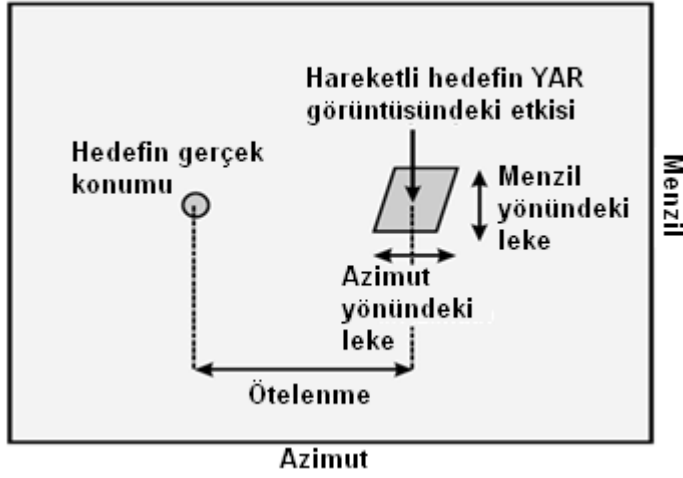 Hareketli hedefin YAR
görüntüsündeki etkisi
Hedefin gerçek
konumu
Menzil
yönündeki
leke
Menzil
Azimut
yönündeki
leke
Ötelenme
Azimut